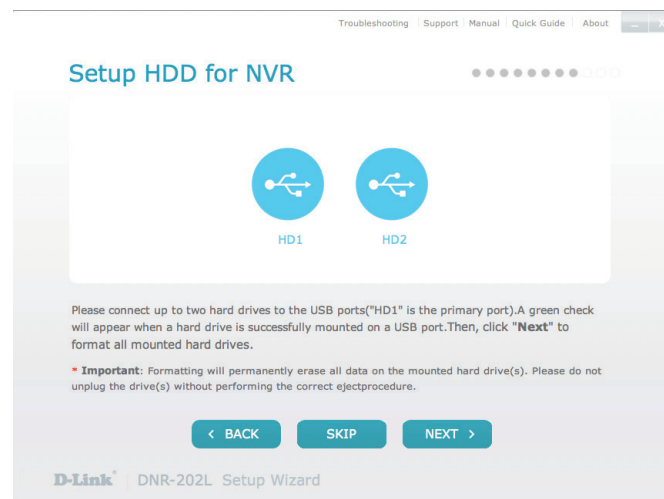 Troubleshooting Support Manual Quick Guide About
Setup HDD for NVR
HD1 HD2
Please connect up to two hard drives to the USB ports("HD1" is the primary port).A green check
will appear when a hard drive is successfully mounted on a USB port.Then, click "Next" to
format all mounted hard drives.
* Important: Formatting will permanently erase all data on the mounted hard drive(s). Please do not
unplug the drive(s) without performing the correct ejectprocedure.
< BACK SKIP NEXT >
D-Link DNR-202L Setup Wizard